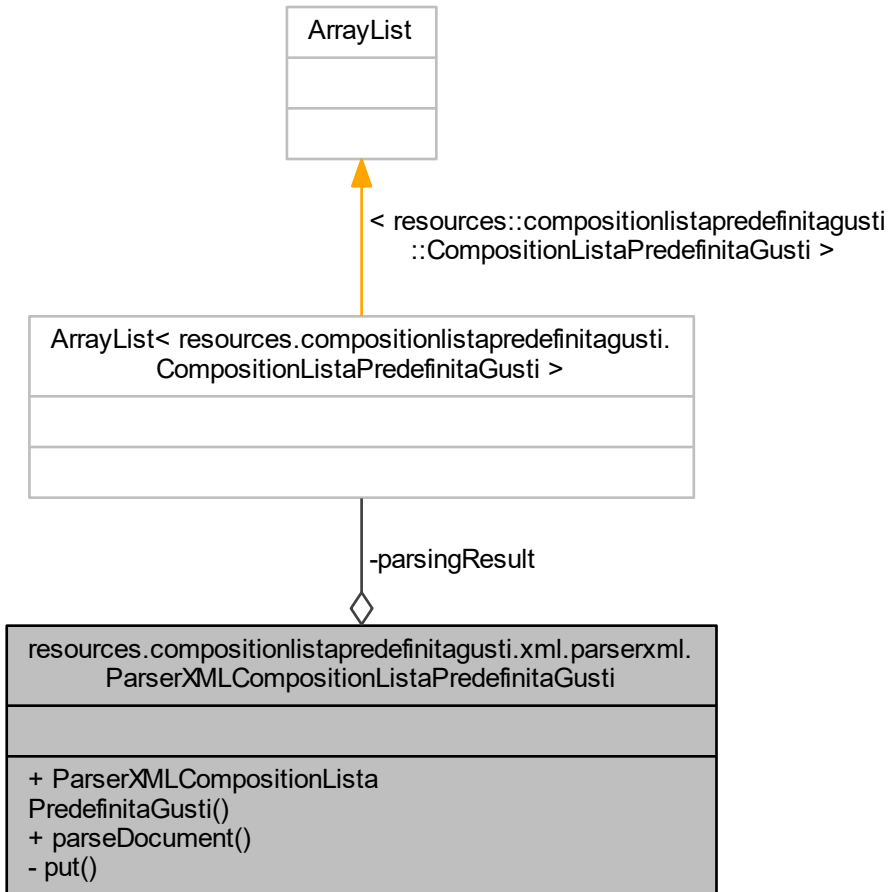 ArrayList
< resources::compositionlistapredefinitagusti
::CompositionListaPredefinitaGusti >
ArrayList< resources.compositionlistapredefinitagusti.
CompositionListaPredefinitaGusti >
-parsingResult
resources.compositionlistapredefinitagusti.xml.parserxml.
ParserXMLCompositionListaPredefinitaGusti
+ ParserXMLCompositionLista
PredefinitaGusti()
+ parseDocument()
- put()